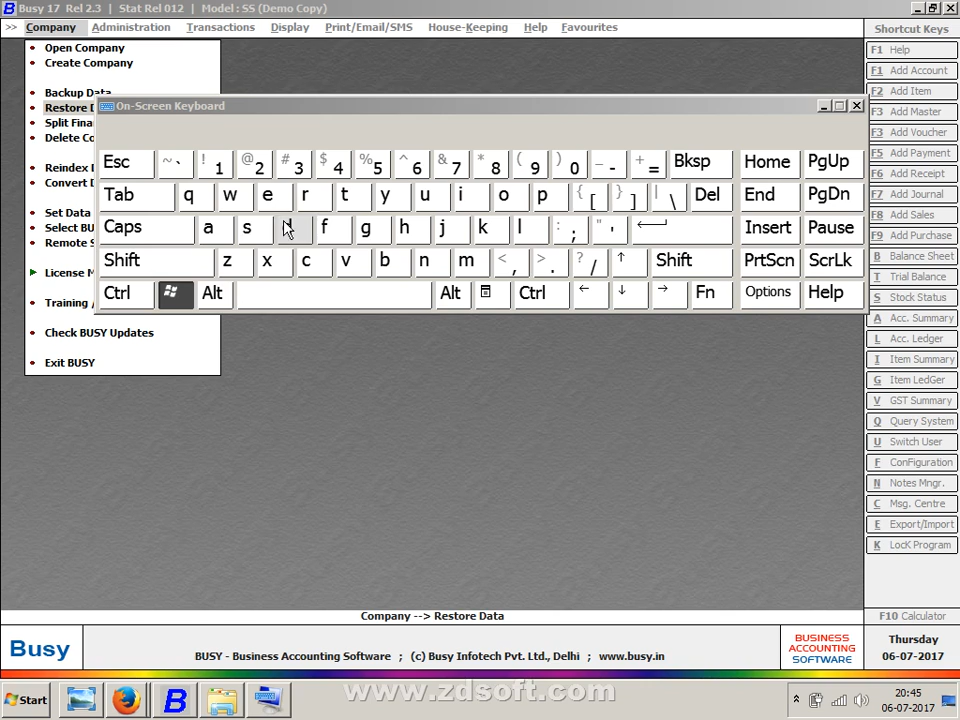 Busy 17 Rel 2.3 | Stat Rel 012 | Model : SS (Demo Copy)
>> Company Administration Transactions Display Print/Email/SMS House-Keeping Help Favourites
Shortcut Keys
Open Company
Create Company
Backup Data
Restore D
Split Fina
Delete Co
Reindex
Convert D
Set Data
Select BU
Remote S
License M
Training /
Check BUSY Updates
Exit BUSY
On-Screen Keyboard
Esc ~ ` ! 1 @ 2 # 3 $ 4 % 5 ^ 6 & 7 * 8 ( 9 ) 0 _ - + = Bksp Home PgUp
Tab q w e r t y u i o p { [ } ] | \ Del End PgDn
Caps a s f g h j k l : ; " ' Insert Pause
Shift z x c v b n m < , > . ? / ↑ Shift PrtScn ScrLk
Ctrl Alt Alt Ctrl ← ↓ → Fn Options Help
F1 Help
F1 Add Account
F2 Add Item
F3 Add Master
F3 Add Voucher
F5 Add Payment
F6 Add Receipt
F7 Add Journal
F8 Add Sales
F9 Add Purchase
B Balance Sheet
T Trial Balance
S Stock Status
A Acc. Summary
L Acc. Ledger
I Item Summary
G Item LedGer
V GST Summary
Q Query System
U Switch User
F ConFiguration
N Notes Mngr.
C Msg. Centre
E Export/Import
K LocK Program
F10 Calculator
Company --> Restore Data
Busy
BUSY - Business Accounting Software ; (c) Busy Infotech Pvt. Ltd., Delhi ; www.busy.in
BUSINESS
ACCOUNTING
SOFTWARE
Thursday
06-07-2017
Start
www.zdsoft.com
20:45
06-07-2017